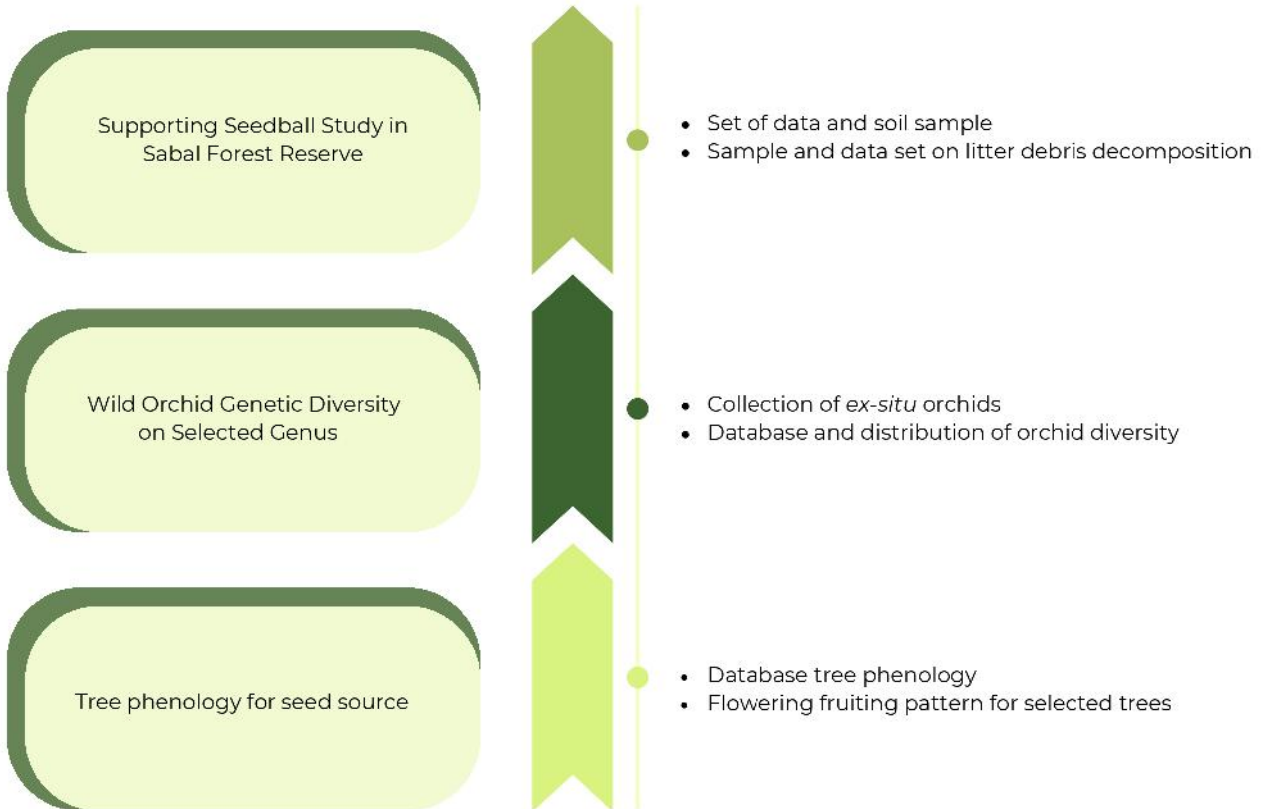 Supporting Seedball Study in
Sabal Forest Reserve
• Set of data and soil sample
• Sample and data set on litter debris decomposition
Wild Orchid Genetic Diversity
on Selected Genus
• Collection of ex-situ orchids
• Database and distribution of orchid diversity
Tree phenology for seed source
• Database tree phenology
• Flowering fruiting pattern for selected trees